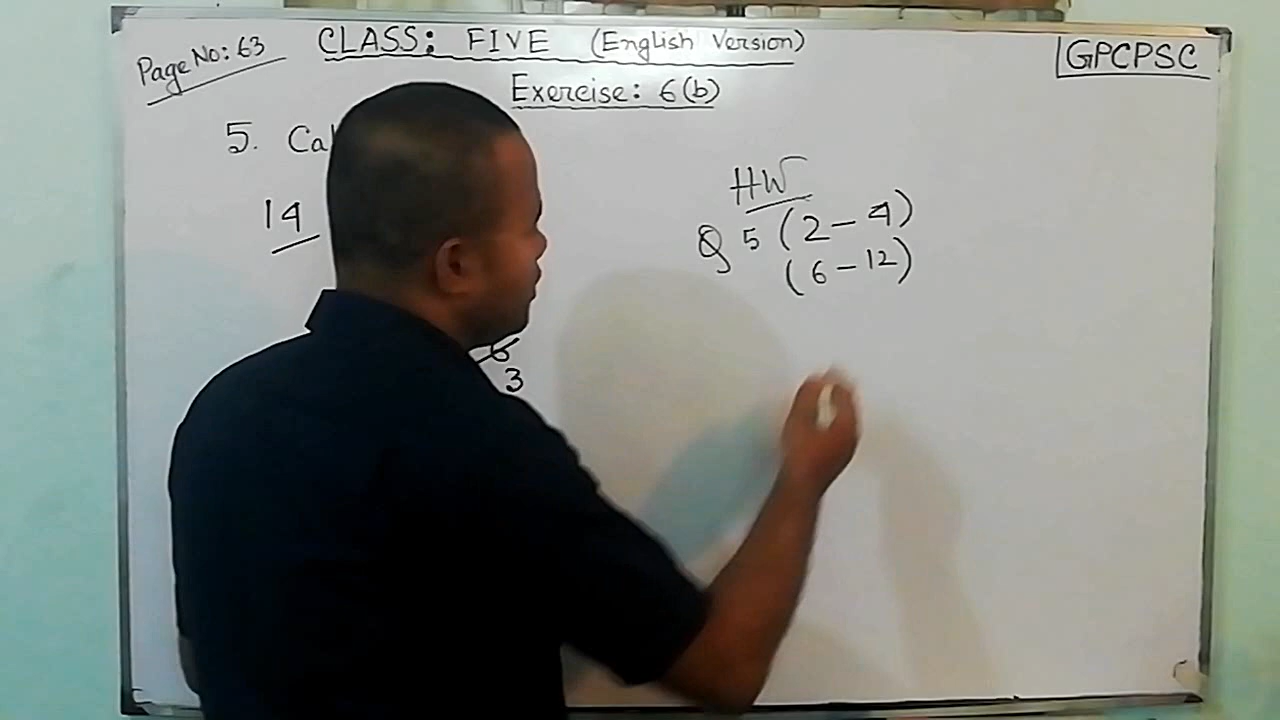 Page No: 63
CLASS: FIVE (English Version)
GPCPSC
Exercise: 6(b)
5. Cal
14
6
3
HW
Q 5 (2 - 4)
(6 - 12)